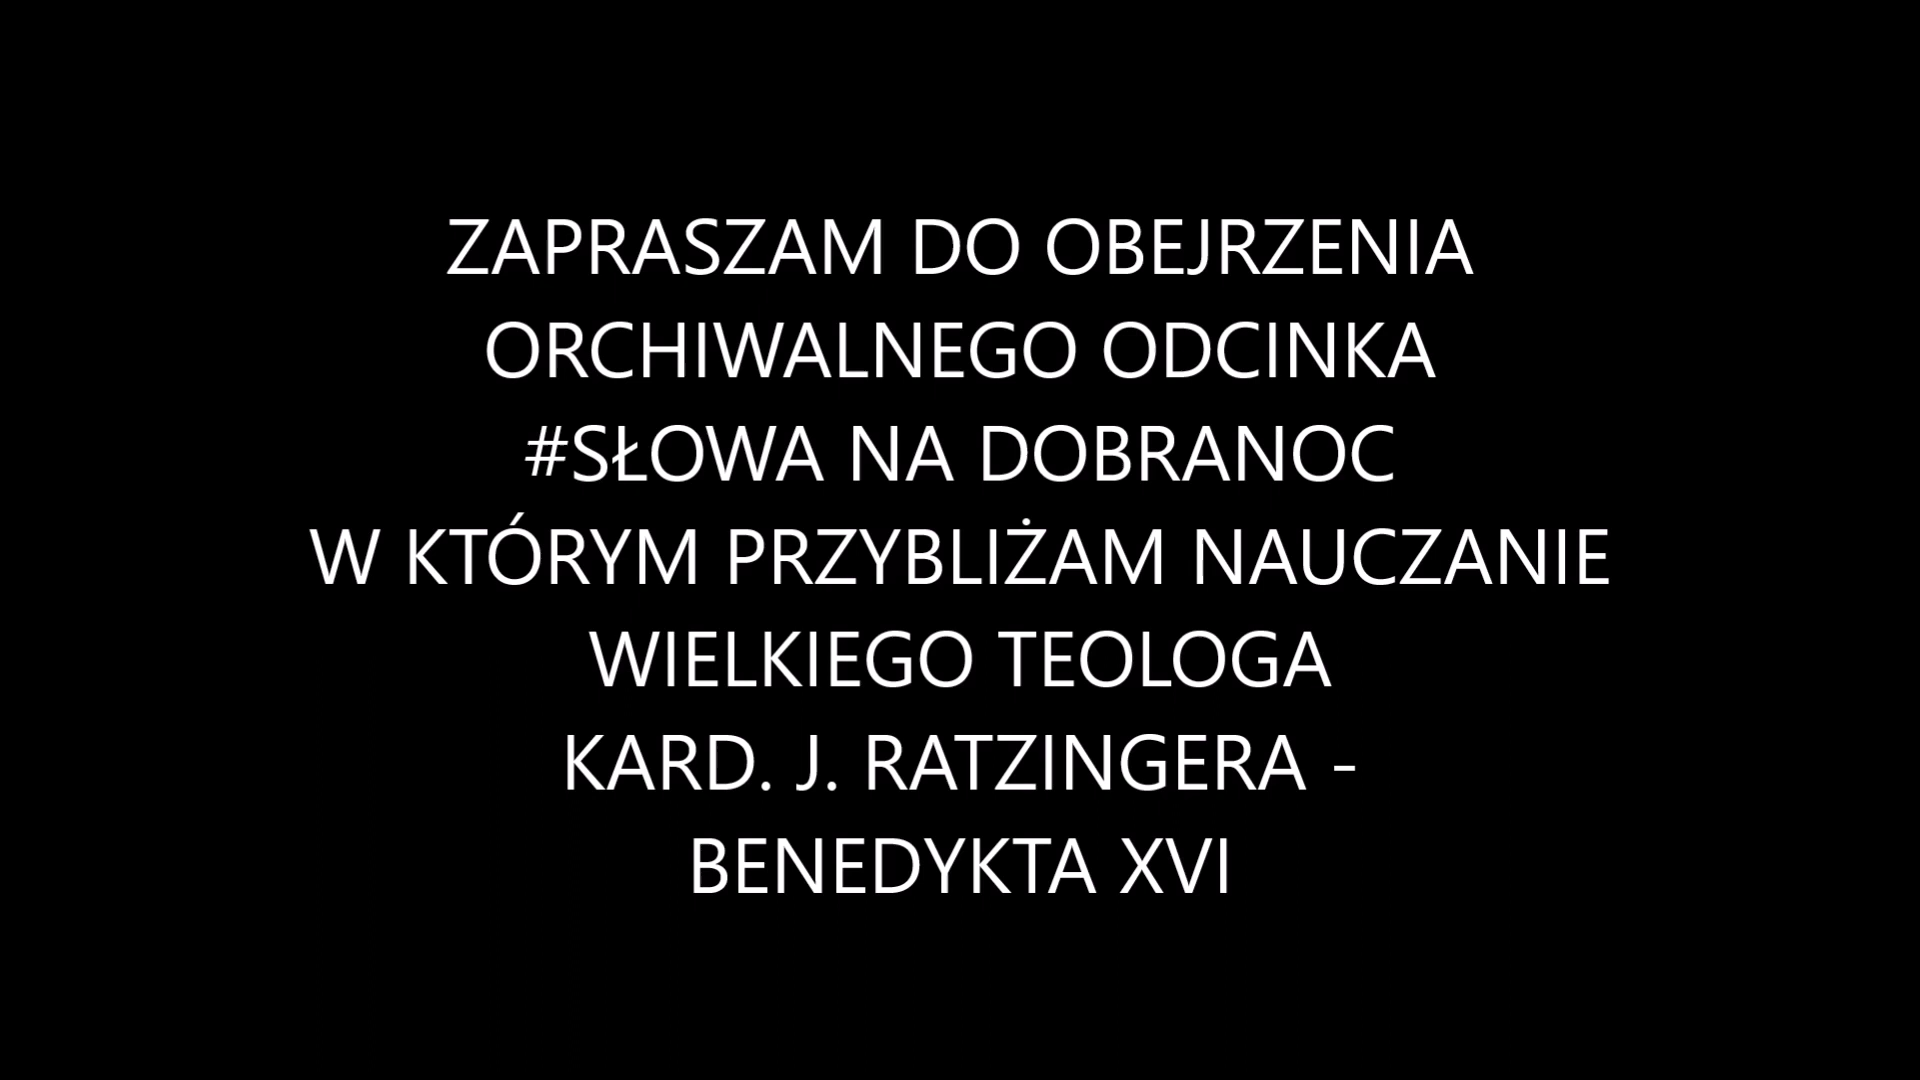 ZAPRASZAM DO OBEJRZENIA
ORCHIWALNEGO ODCINKA
#SŁOWA NA DOBRANOC
W KTÓRYM PRZYBLIŻAM NAUCZANIE
WIELKIEGO TEOLOGA
KARD. J. RATZINGERA -
BENEDYKTA XVI